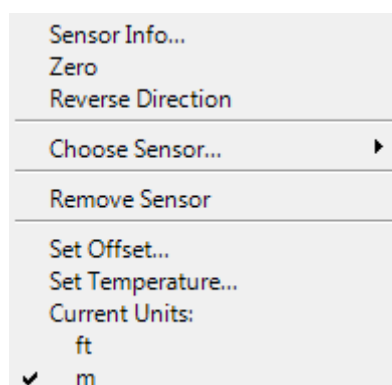 Sensor Info...
Zero
Reverse Direction
Choose Sensor...
Remove Sensor
Set Offset...
Set Temperature...
Current Units:
ft
m